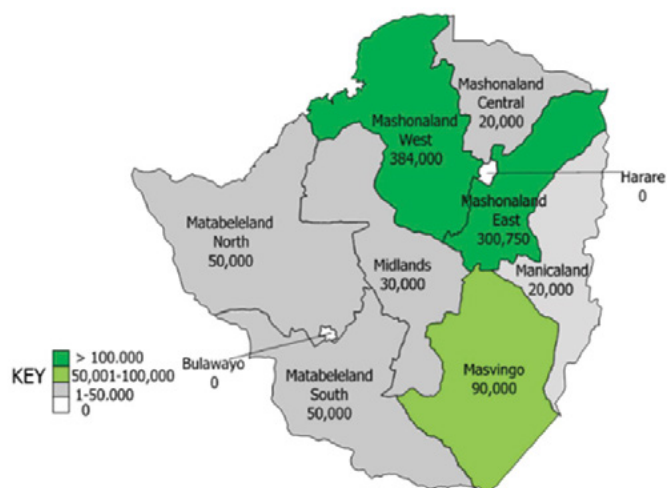 Mashonaland
Central
20,000
Mashonaland
West
384,000
Harare
0
Mashonaland
East
300,750
Matabeleland
North
50,000
Midlands
30,000
Manicaland
20,000
KEY
> 100.000
50,001-100,000
1-50.000
0
Bulawayo
0
Matabeleland
South
50,000
Masvingo
90,000